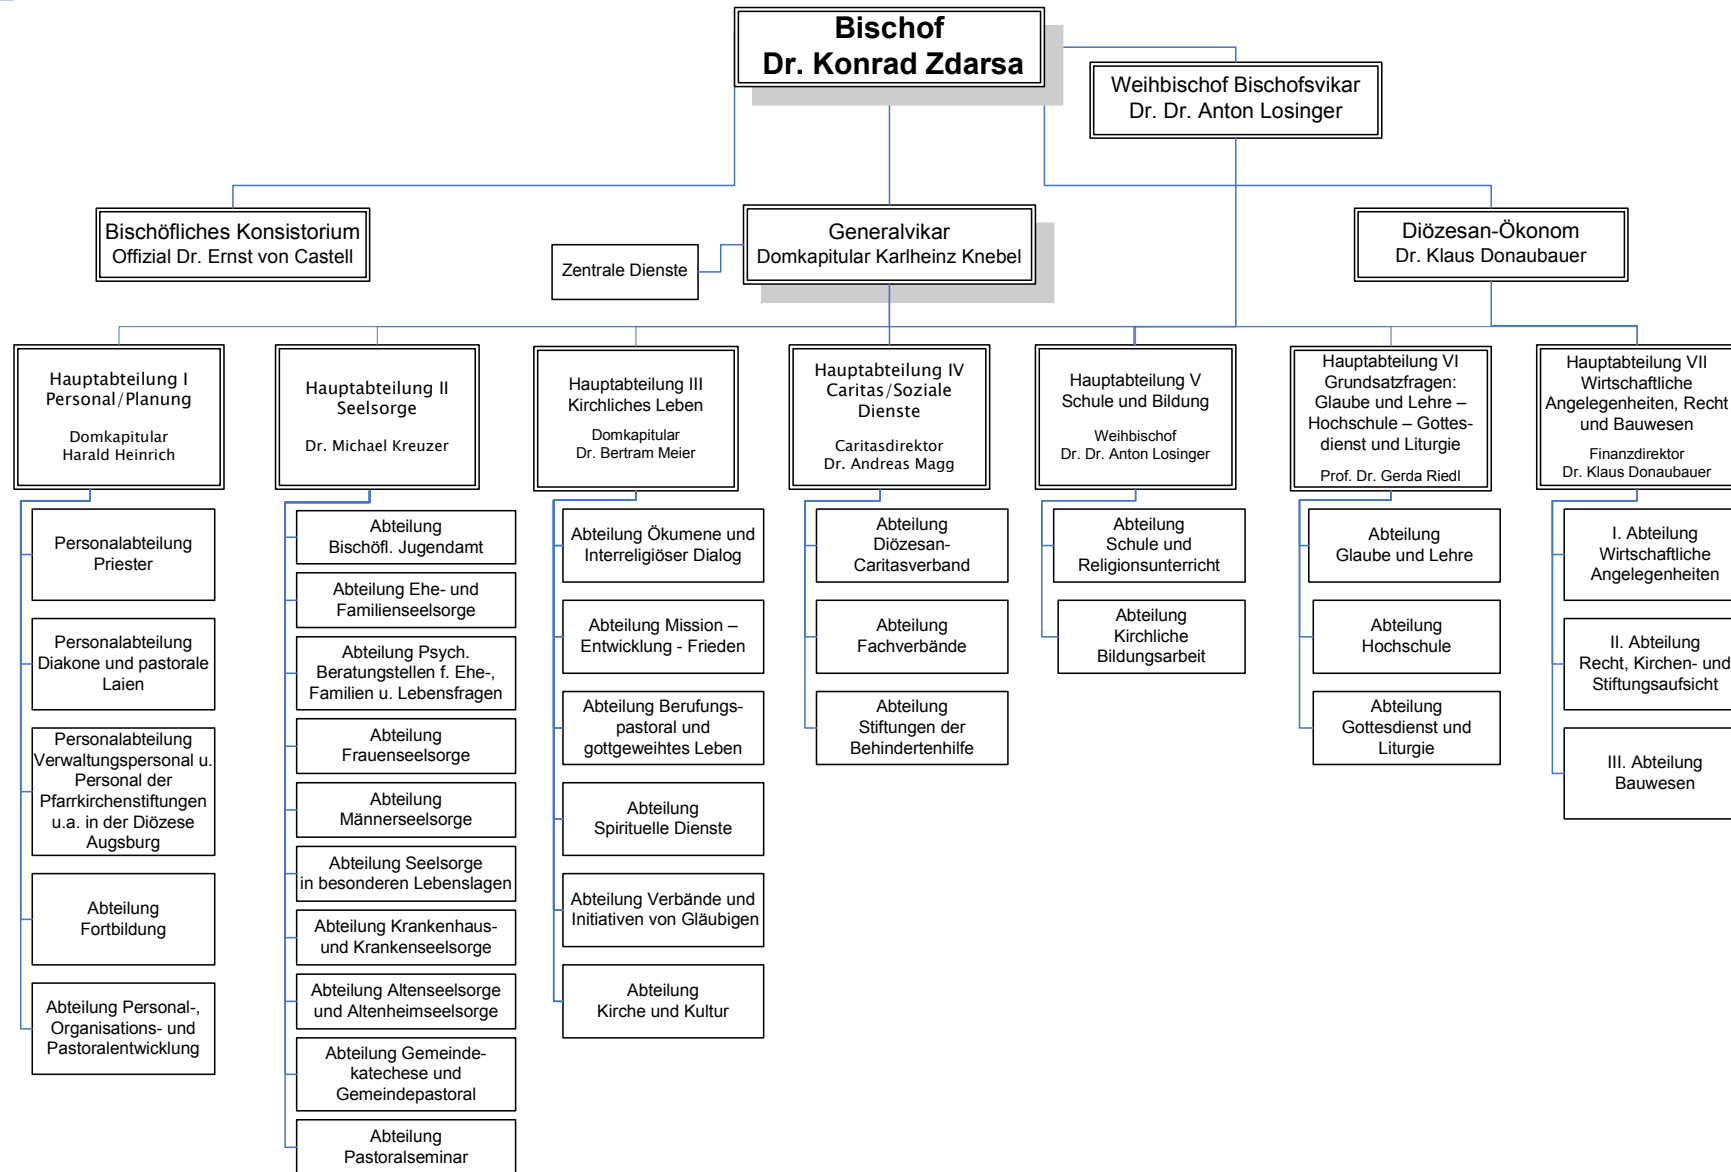 Bischof
Dr. Konrad Zdarsa
Weihbischof Bischofsvikar
Dr. Dr. Anton Losinger
Bischöfliches Konsistorium
Offizial Dr. Ernst von Castell
Zentrale Dienste
Generalvikar
Domkapitular Karlheinz Knebel
Diözesan-Ökonom
Dr. Klaus Donaubauer
Hauptabteilung I
Personal/Planung
Domkapitular
Harald Heinrich
Personalabteilung
Priester
Personalabteilung
Diakone und pastorale
Laien
Personalabteilung
Verwaltungspersonal u.
Personal der
Pfarrkirchenstiftungen
u.a. in der Diözese
Augsburg
Abteilung
Fortbildung
Abteilung Personal-,
Organisations- und
Pastoralentwicklung
Hauptabteilung II
Seelsorge
Dr. Michael Kreuzer
Abteilung
Bischöfl. Jugendamt
Abteilung Ehe- und
Familienseelsorge
Abteilung Psych.
Beratungstellen f. Ehe-,
Familien u. Lebensfragen
Abteilung
Frauenseelsorge
Abteilung
Männerseelsorge
Abteilung Seelsorge
in besonderen Lebenslagen
Abteilung Krankenhaus-
und Krankenseelsorge
Abteilung Altenseelsorge
und Altenheimseelsorge
Abteilung Gemeinde-
katechese und
Gemeindepastoral
Abteilung
Pastoralseminar
Hauptabteilung III
Kirchliches Leben
Domkapitular
Dr. Bertram Meier
Abteilung Ökumene und
Interreligiöser Dialog
Abteilung Mission –
Entwicklung - Frieden
Abteilung Berufungs-
pastoral und
gottgeweihtes Leben
Abteilung
Spirituelle Dienste
Abteilung Verbände und
Initiativen von Gläubigen
Abteilung
Kirche und Kultur
Hauptabteilung IV
Caritas/Soziale
Dienste
Caritasdirektor
Dr. Andreas Magg
Abteilung
Diözesan-
Caritasverband
Abteilung
Fachverbände
Abteilung
Stiftungen der
Behindertenhilfe
Hauptabteilung V
Schule und Bildung
Weihbischof
Dr. Dr. Anton Losinger
Abteilung
Schule und
Religionsunterricht
Abteilung
Kirchliche
Bildungsarbeit
Hauptabteilung VI
Grundsatzfragen:
Glaube und Lehre –
Hochschule – Gottes-
dienst und Liturgie
Prof. Dr. Gerda Riedl
Abteilung
Glaube und Lehre
Abteilung
Hochschule
Abteilung
Gottesdienst und
Liturgie
Hauptabteilung VII
Wirtschaftliche
Angelegenheiten, Recht
und Bauwesen
Finanzdirektor
Dr. Klaus Donaubauer
I. Abteilung
Wirtschaftliche
Angelegenheiten
II. Abteilung
Recht, Kirchen- und
Stiftungsaufsicht
III. Abteilung
Bauwesen